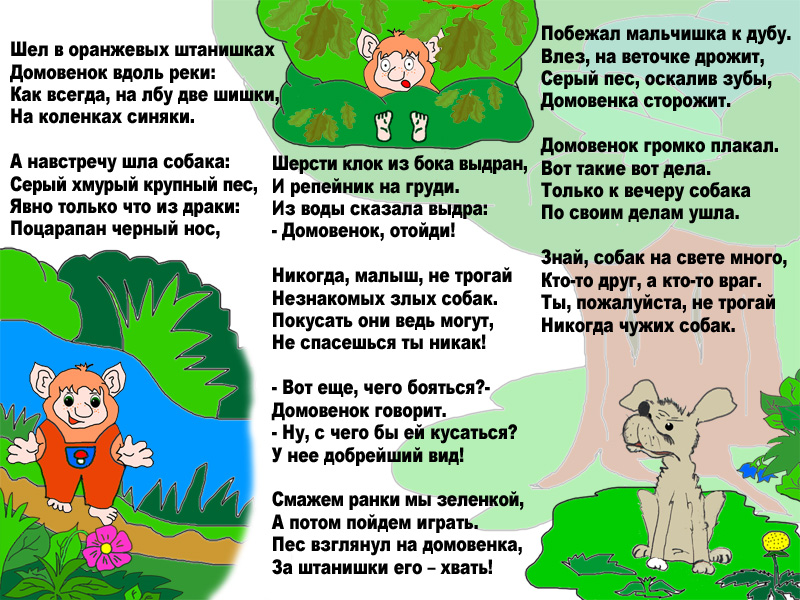 Шел в оранжевых штанишках
Домовенок вдоль реки:
Как всегда, на лбу две шишки,
На коленках синяки.

А навстречу шла собака:
Серый хмурый крупный пес,
Явно только что из драки:
Поцарапан черный нос,

Шерсти клок из бока выдран,
И репейник на груди.
Из воды сказала выдра:
- Домовенок, отойди!

Никогда, малыш, не трогай
Незнакомых злых собак.
Покусать они ведь могут,
Не спасешься ты никак!

- Вот еще, чего бояться?-
Домовенок говорит.
- Ну, с чего бы ей кусаться?
У нее добрейший вид!

Смажем ранки мы зеленкой,
А потом пойдем играть.
Пес взглянул на домовенка,
За штанишки его – хвать!

Побежал мальчишка к дубу.
Влез, на веточке дрожит,
Серый пес, оскалив зубы,
Домовенка сторожит.

Домовенок громко плакал.
Вот такие вот дела.
Только к вечеру собака
По своим делам ушла.

Знай, собак на свете много,
Кто-то друг, а кто-то враг.
Ты, пожалуйста, не трогай
Никогда чужих собак.